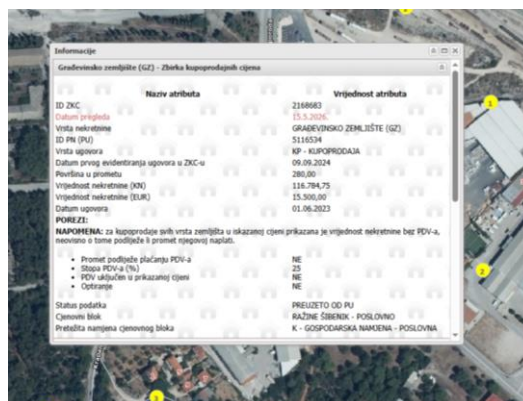 Informacije
Građevinsko zemljište (GZ) - Zbirka kupoprodajnih cijena
Naziv atributa Vrijednost atributa
ID ZKC 2168683
Datum pregleda 15.5.2026.
Vrsta nekretnine GRAĐEVINSKO ZEMLJIŠTE (GZ)
ID PN (PU) 5116534
Vrsta ugovora KP - KUPOPRODAJA
Datum prvog evidentiranja ugovora u ZKC-u 09.09.2024
Površina u prometu 280,00
Vrijednost nekretnine (KN) 116.784,75
Vrijednost nekretnine (EUR) 15.500,00
Datum ugovora 01.06.2023
POREZI:
NAPOMENA: za kupoprodaje svih vrsta zemljišta u iskazanoj cijeni prikazana je vrijednost nekretnine bez PDV-a,
neovisno o tome podliježe li promet njegovoj naplati.
• Promet podliježe plaćanju PDV-a NE
• Stopa PDV-a (%) 25
• PDV uključen u prikazanoj cijeni NE
• Optiranje NE
Status podatka PREUZETO OD PU
Cjenovni blok RAŽINE ŠIBENIK - POSLOVNO
Pretežita namjena cjenovnog bloka K - GOSPODARSKA NAMJENA - POSLOVNA
1
2
3